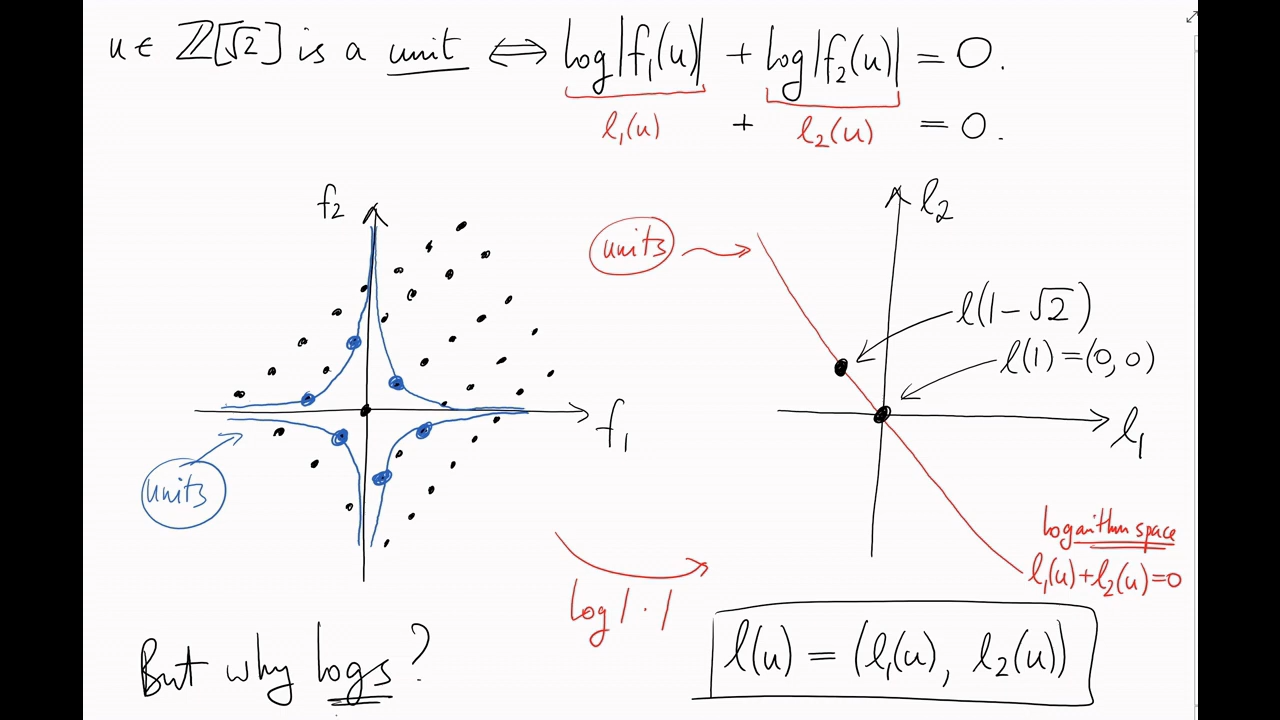 u ∈ ℤ[√2] is a unit ⟺ log|f₁(u)| + log|f₂(u)| = 0.
l₁(u) + l₂(u) = 0.
f₂
f₁
units
units
l₂
l(1-√2)
l(1) = (0, 0)
l₁
logarithm space
l₁(u)+l₂(u)=0
log|·|
But why logs?
l(u) = (l₁(u), l₂(u))